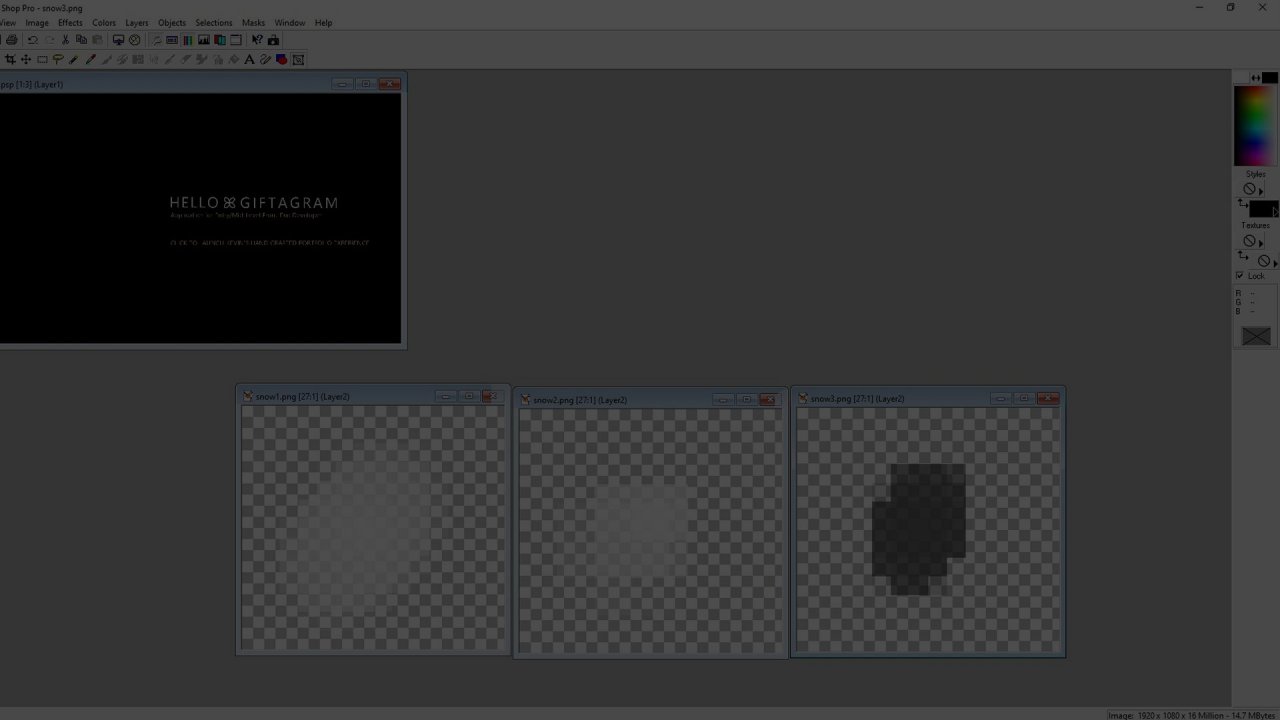 Shop Pro - snow3.png
View Image Effects Colors Layers Objects Selections Masks Window Help
.psp [1:3] (Layer1)
HELLO ⌘ GIFTAGRAM
Styles
Textures
Lock
R --
G --
B --
snow1.png [27:1] (Layer2)
snow2.png [27:1] (Layer2)
snow3.png [27:1] (Layer2)
Image: 1920 x 1080 x 16 Million - 14.7 MBytes